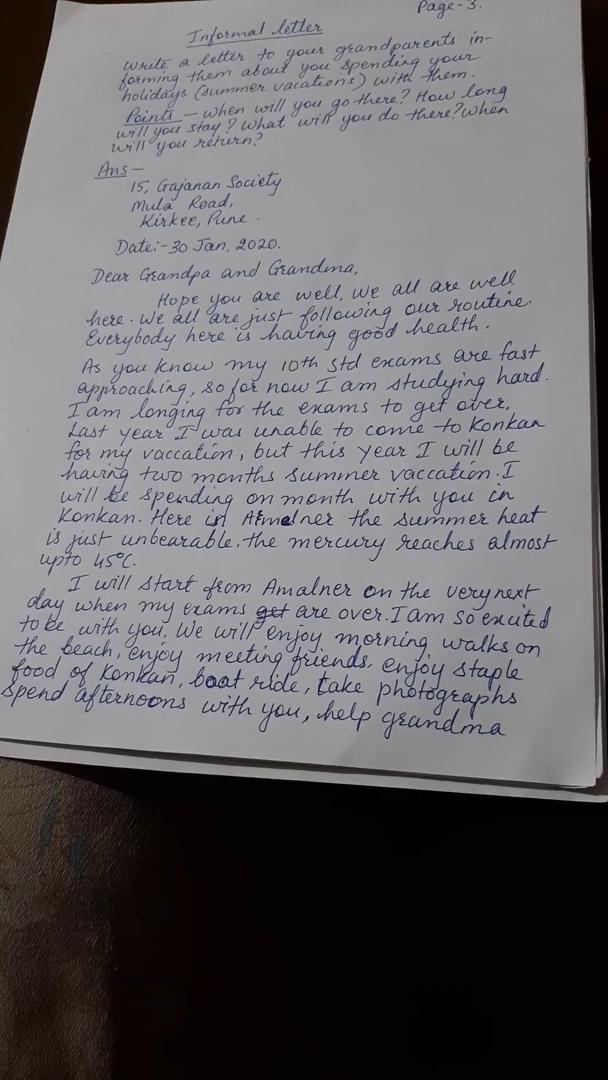 Page-3.
Informal letter
Write a letter to your grandparents in-
forming them about you spending your
holidays (summer vacations) with them.
Points - When will you go there? How long
will you stay? What will you do there? When
will you return?
Ans -
15, Gajanan Society
Mula Road,
Kirkee, Pune.
Date:-30 Jan, 2020.
Dear Grandpa and Grandma,
Hope you are well. We all are well
here. We all are just following our routine.
Everybody here is having good health.
As you know my 10th std exams are fast
approaching, so for now I am studying hard.
I am longing for the exams to get over.
Last year I was unable to come to Konkan
for my vaccation, but this year I will be
having two months summer vaccation. I
will be spending on month with you in
Konkan. Here in Amalner the summer heat
is just unbearable. the mercury reaches almost
upto 45°C.
I will start from Amalner on the very next
day when my exams get are over. I am so excited
to be with you. We will enjoy morning walks on
the beach, enjoy meeting friends, enjoy staple
food of Konkan, boat ride, take photographs
spend afternoons with you, help grandma